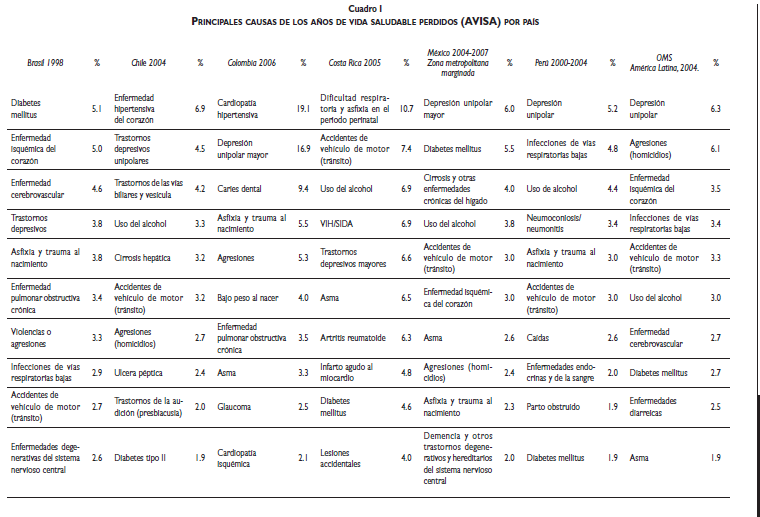 Cuadro I
PRINCIPALES CAUSAS DE LOS AÑOS DE VIDA SALUDABLE PERDIDOS (AVISA) POR PAÍS
Brasil 1998
%
Chile 2004
%
Colombia 2006
%
Costa Rica 2005
%
México 2004-2007
Zona metropolitana
marginada
%
Perú 2000-2004
%
OMS
América Latina, 2004.
%
Diabetes
mellitus
5.1
Enfermedad
hipertensiva
del corazón
6.9
Cardiopatía
hipertensiva
19.1
Dificultad respira-
toria y asfixia en el
periodo perinatal
10.7
Depresión unipolar
mayor
6.0
Depresión
unipolar
5.2
Depresión
unipolar
6.3
Enfermedad
isquémica del
corazón
5.0
Trastornos
depresivos
unipolares
4.5
Depresión
unipolar mayor
16.9
Accidentes de
vehículo de motor
(tránsito)
7.4
Diabetes mellitus
5.5
Infecciones de vías
respiratorias bajas
4.8
Agresiones
(homicidios)
6.1
Enfermedad
cerebrovascular
4.6
Trastornos de las vías
biliares y vesícula
4.2
Caries dental
9.4
Uso del alcohol
6.9
Cirrosis y otras
enfermedades
crónicas del hígado
4.0
Uso de alcohol
4.4
Enfermedad
isquémica del
corazón
3.5
Trastornos
depresivos
3.8
Uso del alcohol
3.3
Asfixia y trauma al
nacimiento
5.5
VIH/SIDA
6.9
Uso del alcohol
3.8
Neumoconiosis/
neumonitis
3.4
Infecciones de vías
respiratorias bajas
3.4
Asfixia y trauma al
nacimiento
3.8
Cirrosis hepática
3.2
Agresiones
5.3
Trastornos
depresivos mayores
6.6
Accidentes de
vehículo de motor
(tránsito)
3.0
Asfixia y trauma al
nacimiento
3.0
Accidentes de
vehículo de motor
(tránsito)
3.3
Enfermedad
pulmonar obstructiva
crónica
3.4
Accidentes de
vehículo de motor
(tránsito)
3.2
Bajo peso al nacer
4.0
Asma
6.5
Enfermedad isquémi-
ca del corazón
3.0
Accidentes de
vehículo de motor
(tránsito)
3.0
Uso del alcohol
3.0
Violencias o
agresiones
3.3
Agresiones
(homicidios)
2.7
Enfermedad
pulmonar obstructiva
crónica
3.5
Artritis reumatoide
6.3
Asma
2.6
Caídas
2.6
Enfermedad
cerebrovascular
2.7
Infecciones de vías
respiratorias bajas
2.9
Ulcera péptica
2.4
Asma
3.3
Infarto agudo al
miocardio
4.8
Agresiones (homi-
cidios)
2.4
Enfermedades endo-
crinas y de la sangre
2.0
Diabetes mellitus
2.7
Accidentes de
vehículo de motor
(tránsito)
2.7
Trastornos de la au-
dición (presbiacusia)
2.0
Glaucoma
2.5
Diabetes
mellitus
4.6
Asfixia y trauma al
nacimiento
2.3
Parto obstruido
1.9
Enfermedades
diarreicas
2.5
Enfermedades dege-
nerativas del sistema
nervioso central
2.6
Diabetes tipo II
1.9
Cardiopatía
isquémica
2.1
Lesiones
accidentales
4.0
Demencia y otros
trastornos degene-
rativos y hereditarios
del sistema nervioso
central
2.0
Diabetes mellitus
1.9
Asma
1.9